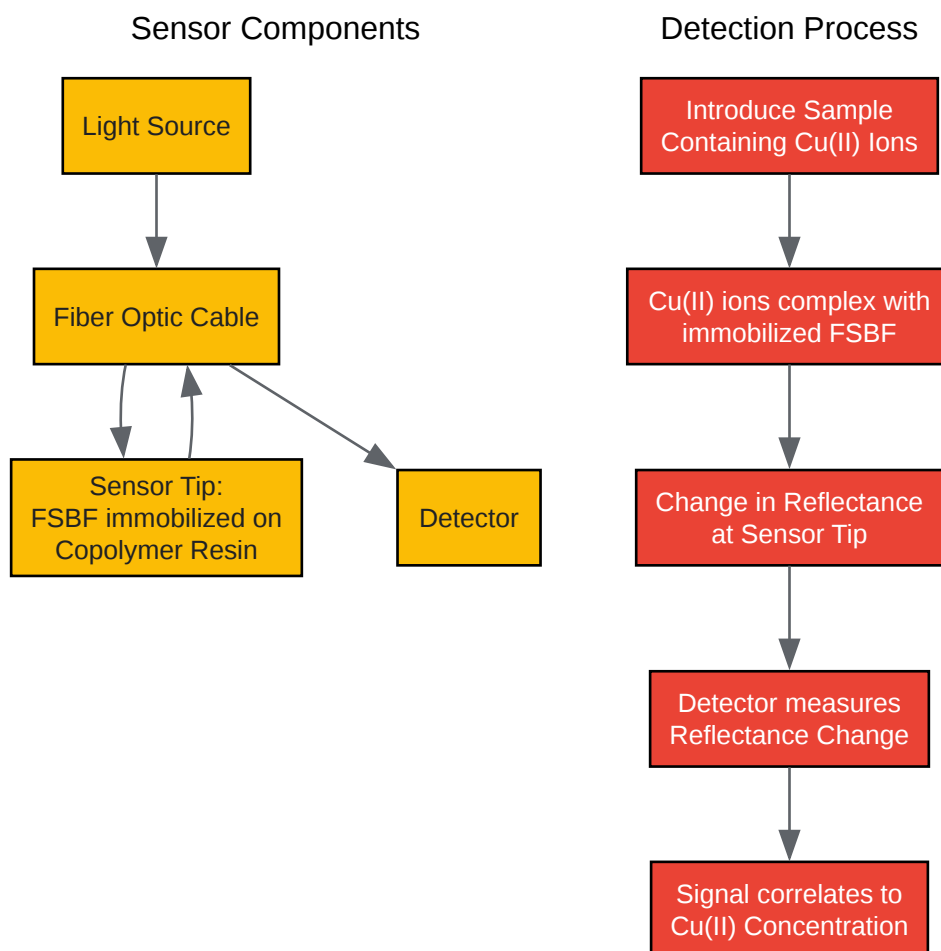 Sensor Components
Light Source
Fiber Optic Cable
Sensor Tip:
FSBF immobilized on
Copolymer Resin
Detector
Detection Process
Introduce Sample
Containing Cu(II) Ions
Cu(II) ions complex with
immobilized FSBF
Change in Reflectance
at Sensor Tip
Detector measures
Reflectance Change
Signal correlates to
Cu(II) Concentration